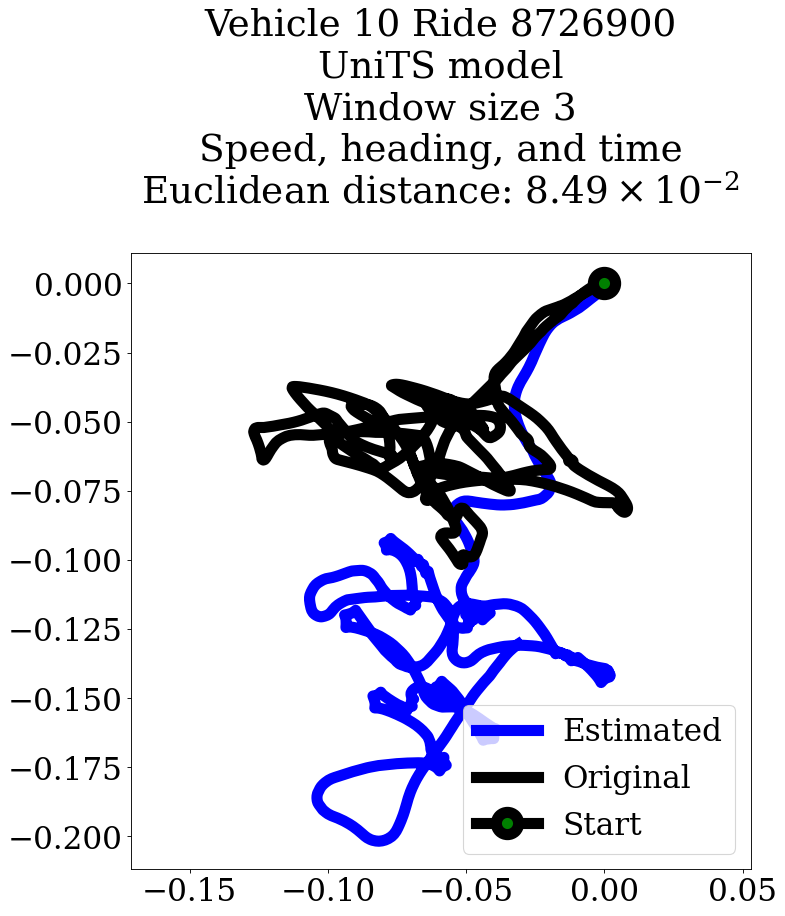 Vehicle 10 Ride 8726900
UniTS model
Window size 3
Speed, heading, and time
Euclidean distance: 8.49 × 10⁻²
0.000
−0.025
−0.050
−0.075
−0.100
−0.125
−0.150
−0.175
−0.200
Estimated
Original
Start
−0.15 −0.10 −0.05 0.00 0.05